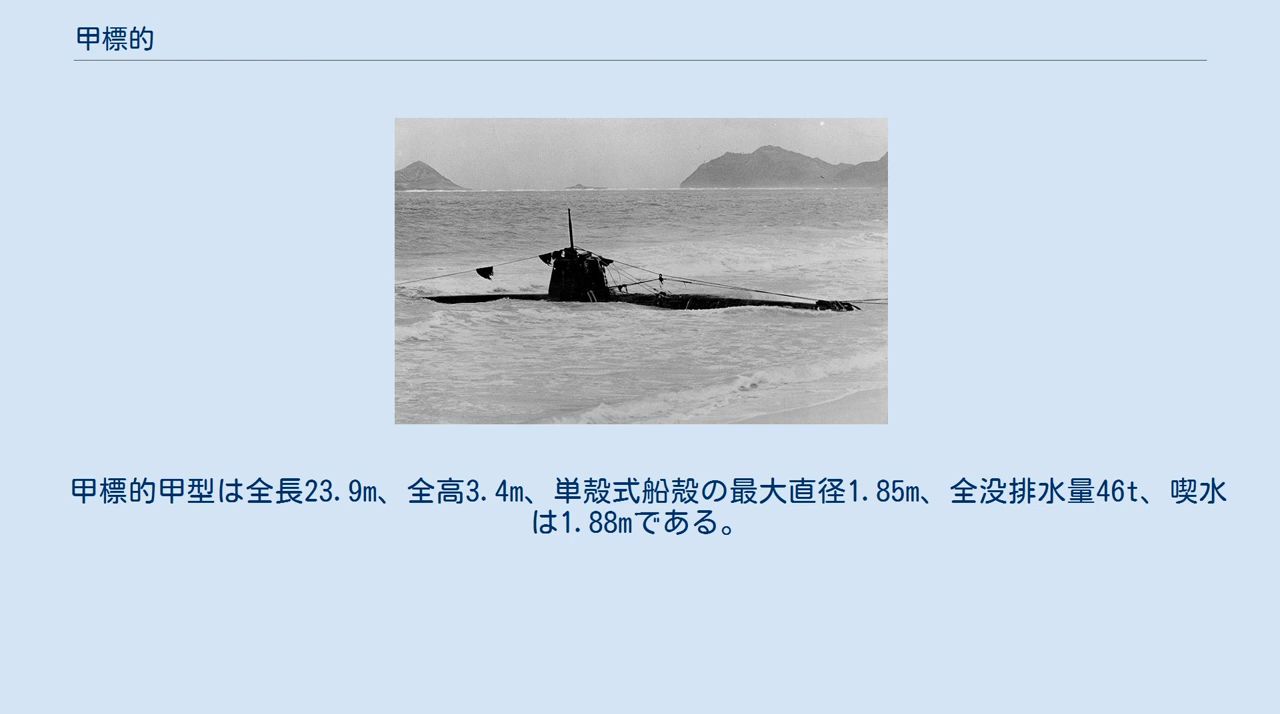 甲標的
甲標的甲型は全長23.9m、全高3.4m、単殻式船殻の最大直径1.85m、全没排水量46t、喫水
は1.88mである。